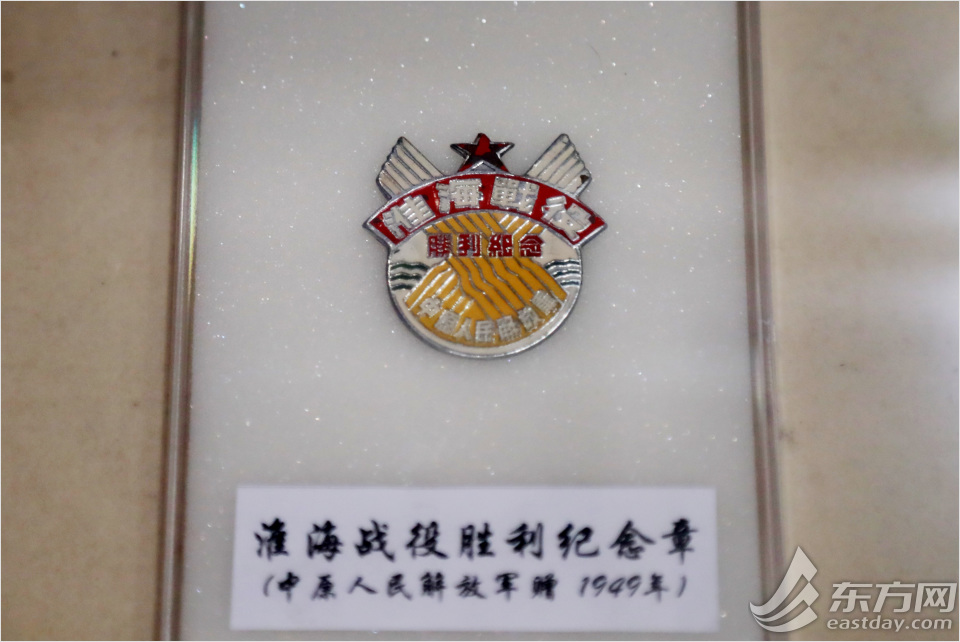 淮海戰役
勝利紀念
中國人民解放軍
淮海战役胜利纪念章
(中原人民解放军赠 1949年)
东方网
eastday.com